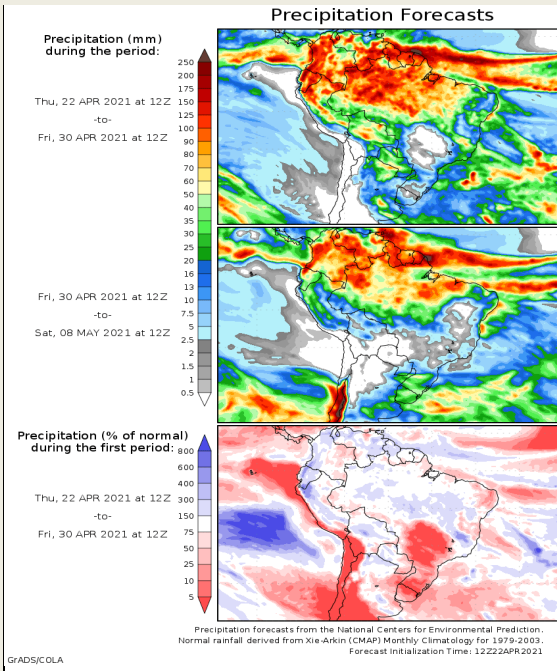 Precipitation Forecasts
Precipitation (mm)
during the period:
Thu, 22 APR 2021 at 12Z
-to-
Fri, 30 APR 2021 at 12Z
250
200
175
150
125
100
90
80
70
60
50
40
35
30
25
20
16
13
10
7.5
5
2.5
2
1.5
1
0.5
Fri, 30 APR 2021 at 12Z
-to-
Sat, 08 MAY 2021 at 12Z
Precipitation (% of normal)
during the first period:
Thu, 22 APR 2021 at 12Z
-to-
Fri, 30 APR 2021 at 12Z
800
600
400
300
150
75
50
25
10
5
Precipitation forecasts from the National Centers for Environmental Prediction.
Normal rainfall derived from Xie-Arkin (CMAP) Monthly Climatology for 1979-2003.
Forecast Initialization Time: 12Z22APR2021
GrADS/COLA